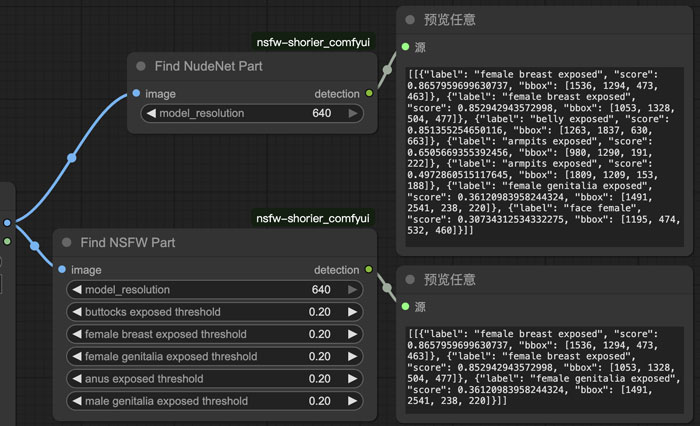 nsfw-shorier_comfyui
Find NudeNet Part
image
detection
model_resolution
640
预览任意
源
[[{"label": "female breast exposed", "score":
0.8657959699630737, "bbox": [1536, 1294, 473,
463]}, {"label": "female breast exposed",
"score": 0.852942943572998, "bbox": [1053, 1328,
504, 477]}, {"label": "belly exposed", "score":
0.851355254650116, "bbox": [1263, 1837, 630,
663]}, {"label": "armpits exposed", "score":
0.6505669355392456, "bbox": [980, 1290, 191,
222]}, {"label": "armpits exposed", "score":
0.4972860515117645, "bbox": [1809, 1209, 153,
188]}, {"label": "female genitalia exposed",
"score": 0.36120983958244324, "bbox": [1491,
2541, 238, 220]}, {"label": "face female",
"score": 0.30734312534332275, "bbox": [1195, 474,
532, 460]}]]
nsfw-shorier_comfyui
Find NSFW Part
image
detection
model_resolution
640
buttocks exposed threshold
0.20
female breast exposed threshold
0.20
female genitalia exposed threshold
0.20
anus exposed threshold
0.20
male genitalia exposed threshold
0.20
预览任意
源
[[{"label": "female breast exposed", "score":
0.8657959699630737, "bbox": [1536, 1294, 473,
463]}, {"label": "female breast exposed",
"score": 0.852942943572998, "bbox": [1053, 1328,
504, 477]}, {"label": "female genitalia exposed",
"score": 0.36120983958244324, "bbox": [1491,
2541, 238, 220]}]]